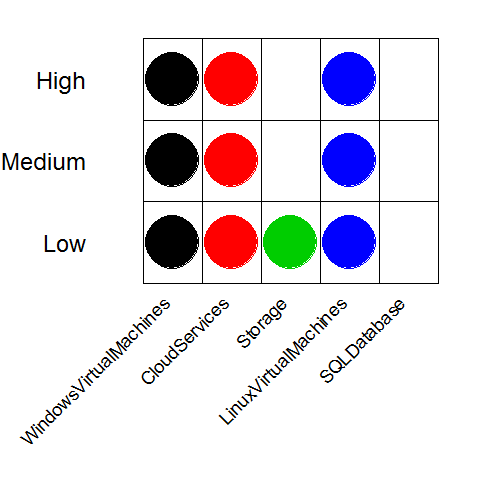 High
Medium
Low
WindowsVirtualMachines
CloudServices
Storage
LinuxVirtualMachines
SQLDatabase